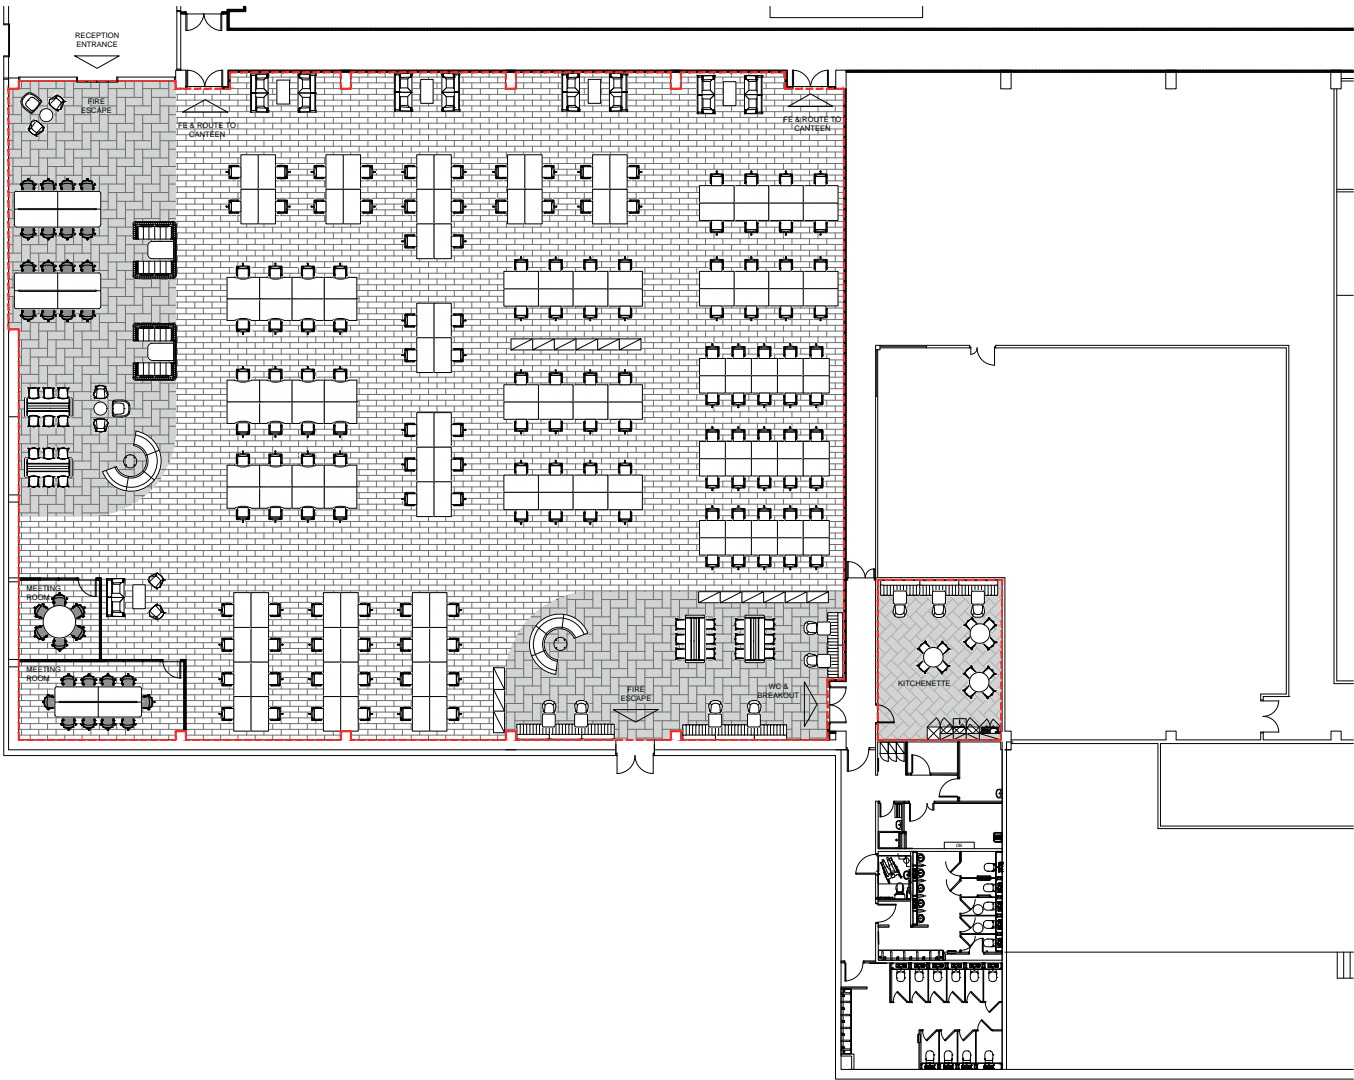 RECEPTION
ENTRANCE
FIRE
ESCAPE
FE & ROUTE TO
CANTEEN
FE & ROUTE TO
CANTEEN
MEETING
ROOM
MEETING
ROOM
FIRE
ESCAPE
WC &
BREAKOUT
KITCHENETTE
DB